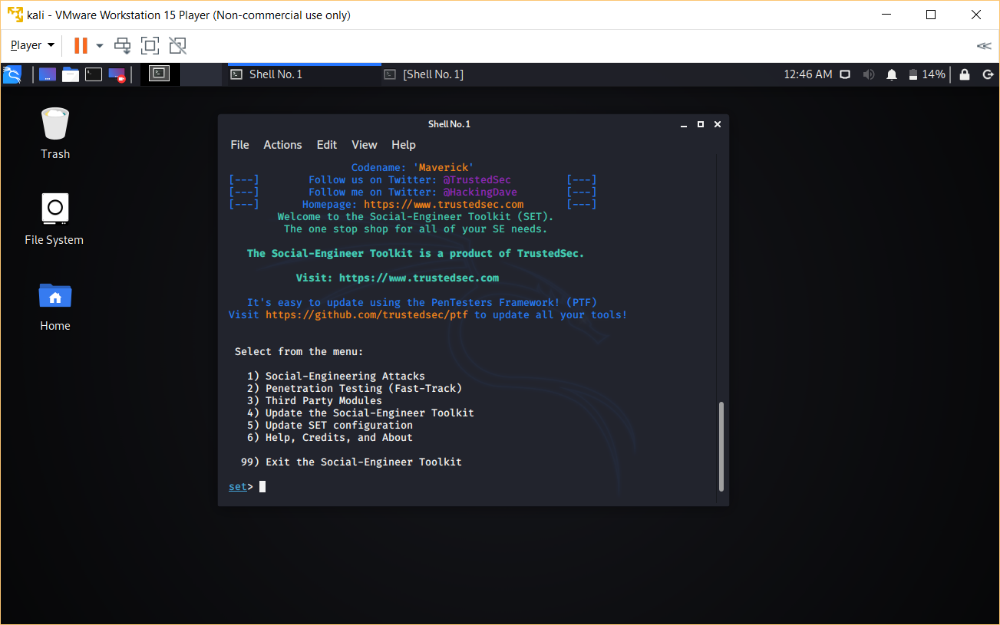 kali - VMware Workstation 15 Player (Non-commercial use only)
Player
Shell No. 1
[Shell No. 1]
12:46 AM
14%
Trash
File System
Home
Shell No. 1
File Actions Edit View Help
Codename: 'Maverick'
[---] Follow us on Twitter: @TrustedSec [---]
[---] Follow me on Twitter: @HackingDave [---]
[---] Homepage: https://www.trustedsec.com [---]
Welcome to the Social-Engineer Toolkit (SET).
The one stop shop for all of your SE needs.
The Social-Engineer Toolkit is a product of TrustedSec.
Visit: https://www.trustedsec.com
It's easy to update using the PenTesters Framework! (PTF)
Visit https://github.com/trustedsec/ptf to update all your tools!
Select from the menu:
1) Social-Engineering Attacks
2) Penetration Testing (Fast-Track)
3) Third Party Modules
4) Update the Social-Engineer Toolkit
5) Update SET configuration
6) Help, Credits, and About
99) Exit the Social-Engineer Toolkit
set>